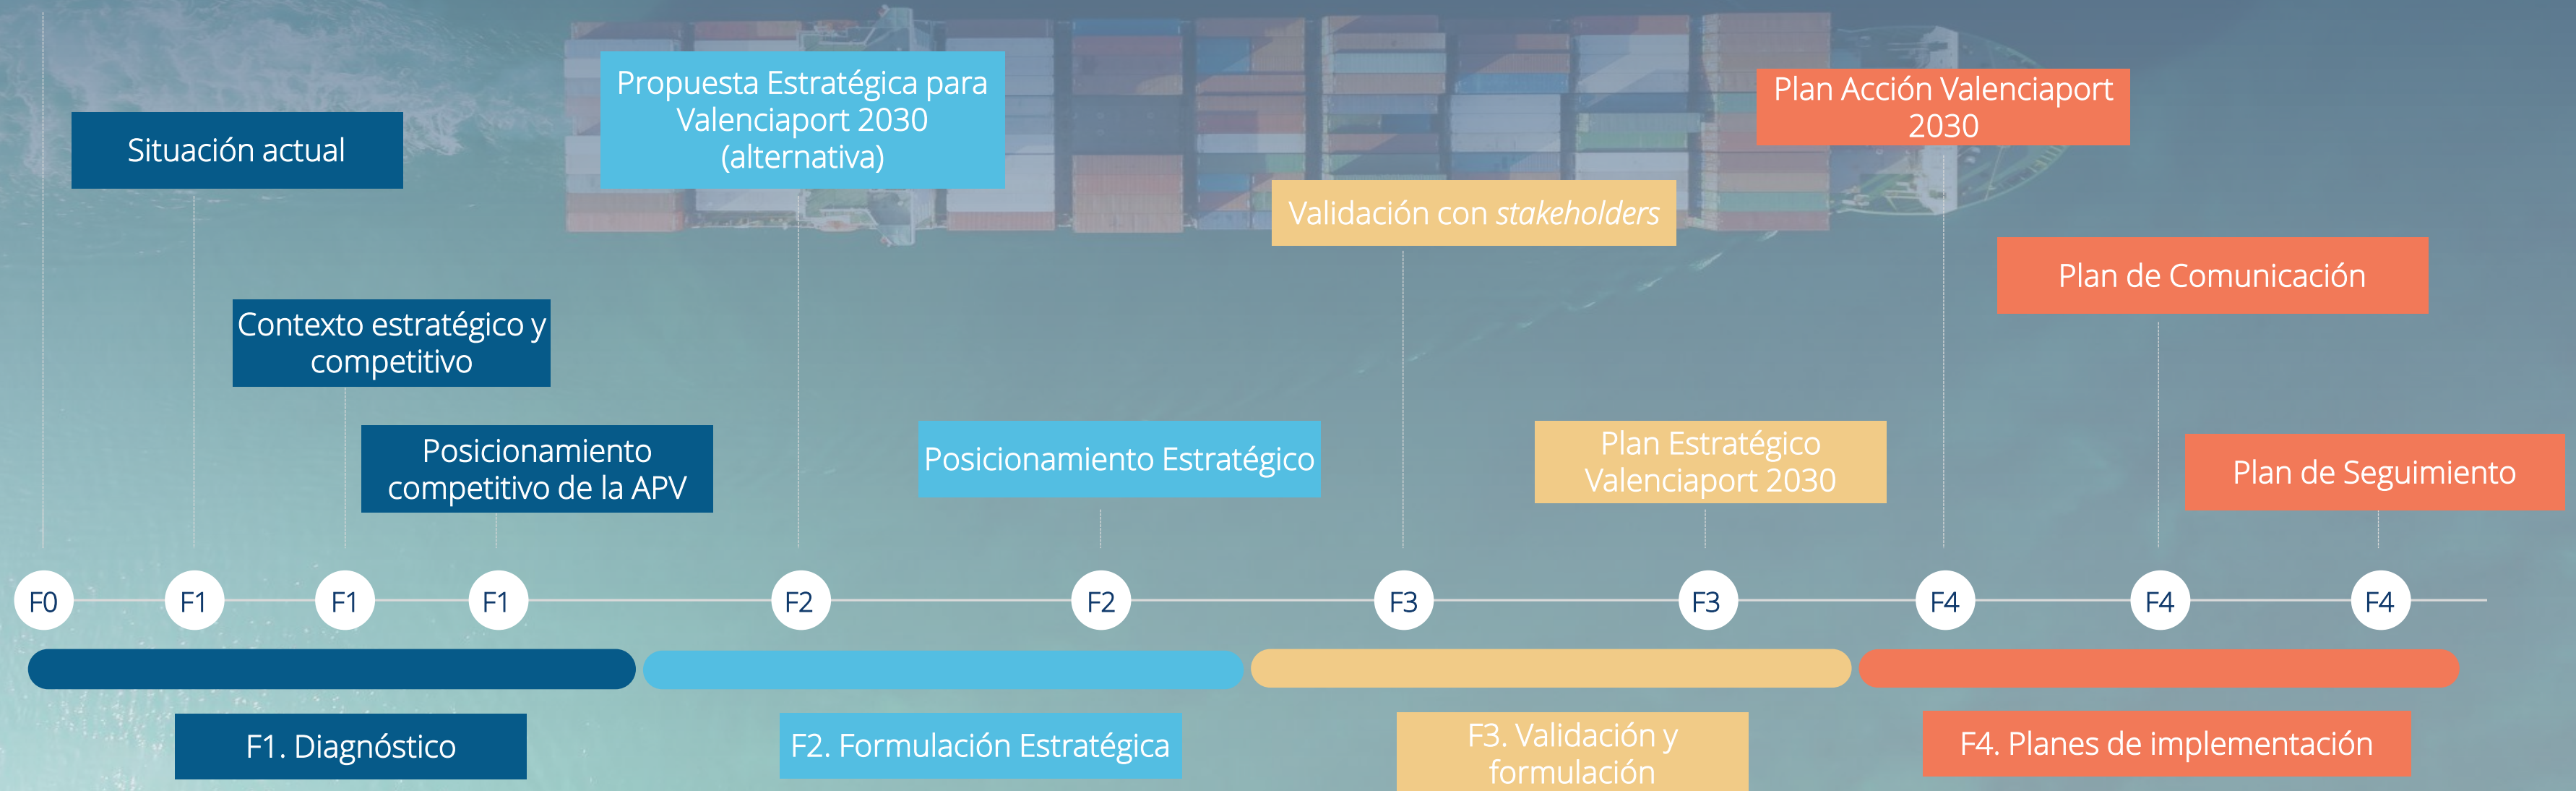 Situación actual
Contexto estratégico y
competitivo
Posicionamiento
competitivo de la APV
Propuesta Estratégica para
Valenciaport 2030
(alternativa)
Posicionamiento Estratégico
Validación con stakeholders
Plan Estratégico
Valenciaport 2030
Plan Acción Valenciaport
2030
Plan de Comunicación
Plan de Seguimiento
F0
F1
F1
F1
F2
F2
F3
F3
F4
F4
F4
F1. Diagnóstico
F2. Formulación Estratégica
F3. Validación y
formulación
F4. Planes de implementación